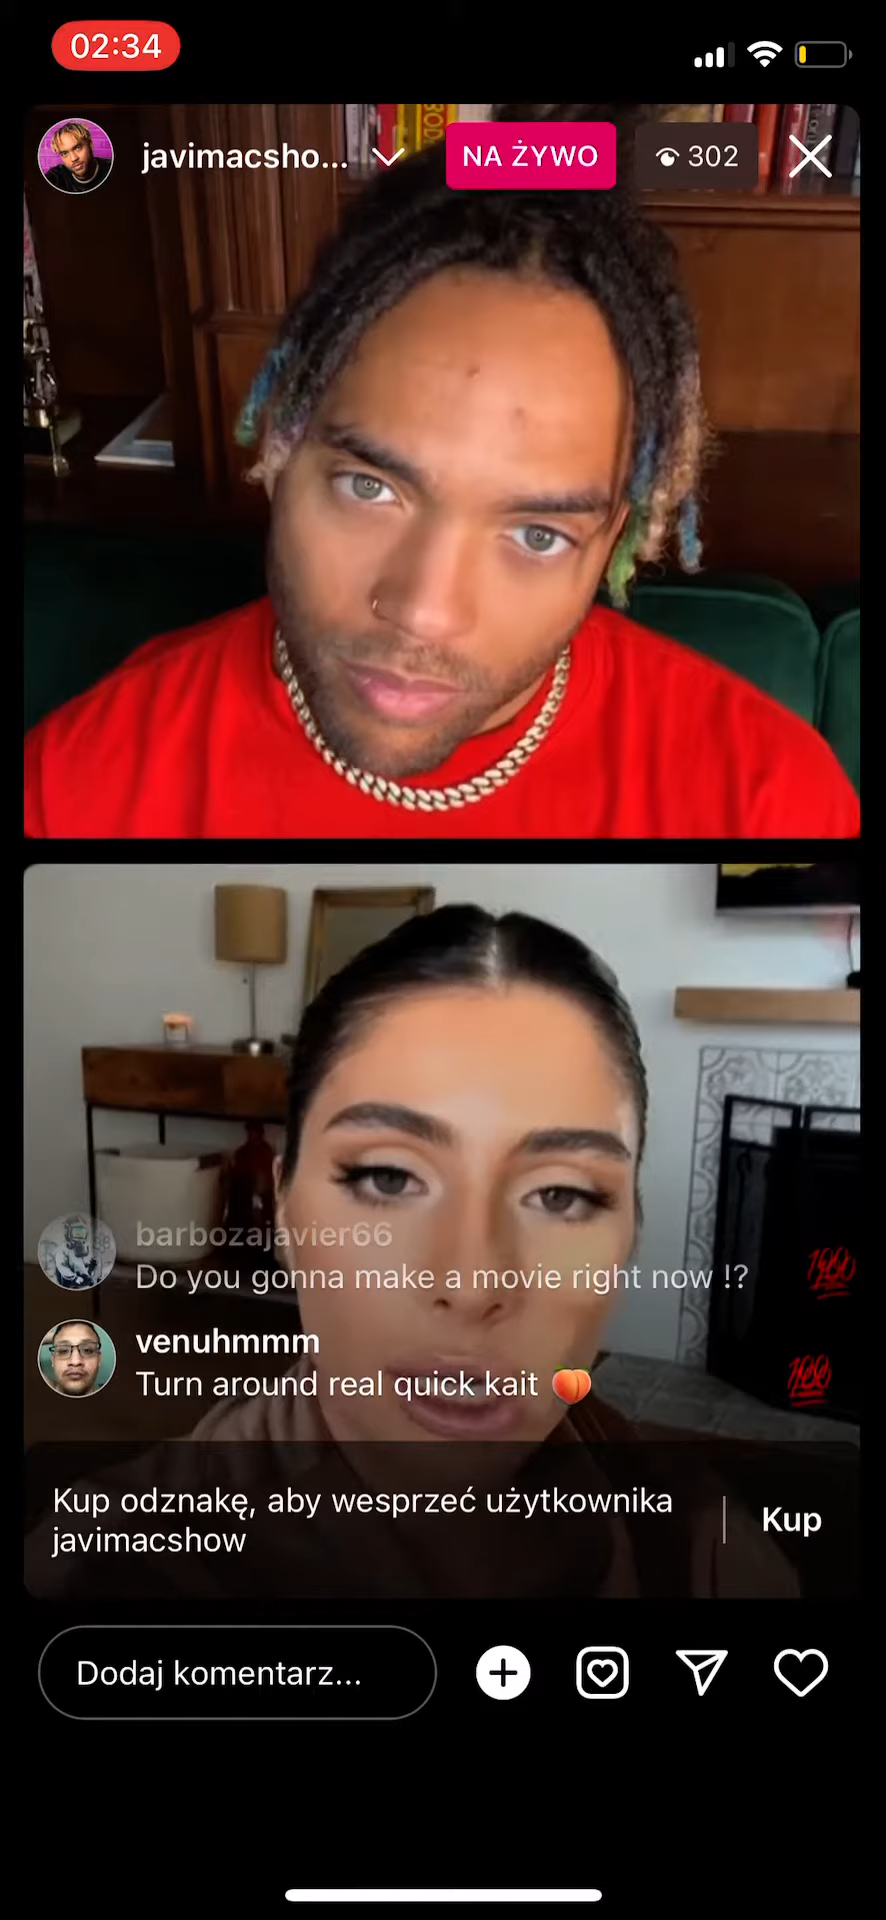 02:34
javimacsho...
NA ŻYWO
302
barbozajavier66
Do you gonna make a movie right now !?
venuhmmm
Turn around real quick kait 🍑
Kup odznakę, aby wesprzeć użytkownika
javimacshow
Kup
Dodaj komentarz...